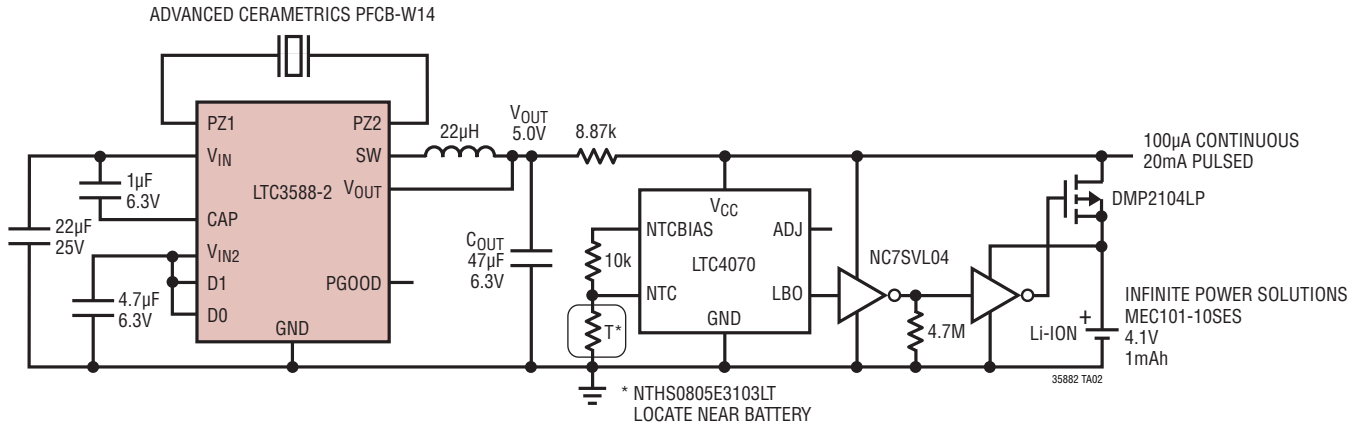 ADVANCED CERAMETRICS PFCB-W14
PZ1
PZ2
VIN
SW
LTC3588-2
VOUT
CAP
VIN2
D1
PGOOD
D0
GND
1µF
6.3V
22µF
25V
4.7µF
6.3V
22µH
VOUT
5.0V
8.87k
COUT
47µF
6.3V
10k
T*
VCC
NTCBIAS
ADJ
LTC4070
NTC
LBO
GND
NC7SVL04
4.7M
100µA CONTINUOUS
20mA PULSED
DMP2104LP
Li-ION
+
INFINITE POWER SOLUTIONS
MEC101-10SES
4.1V
1mAh
35882 TA02
* NTHS0805E3103LT
LOCATE NEAR BATTERY